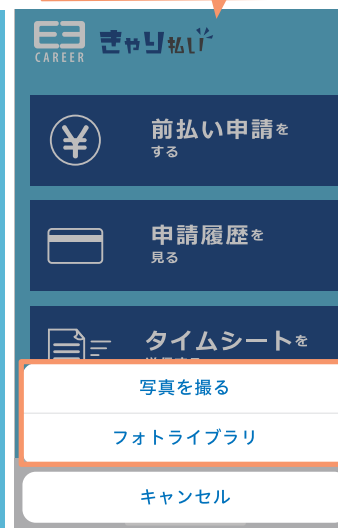 CAREER きゃり払い
前払い申請を
する
申請履歴を
見る
タイムシートを
写真を撮る
フォトライブラリ
キャンセル